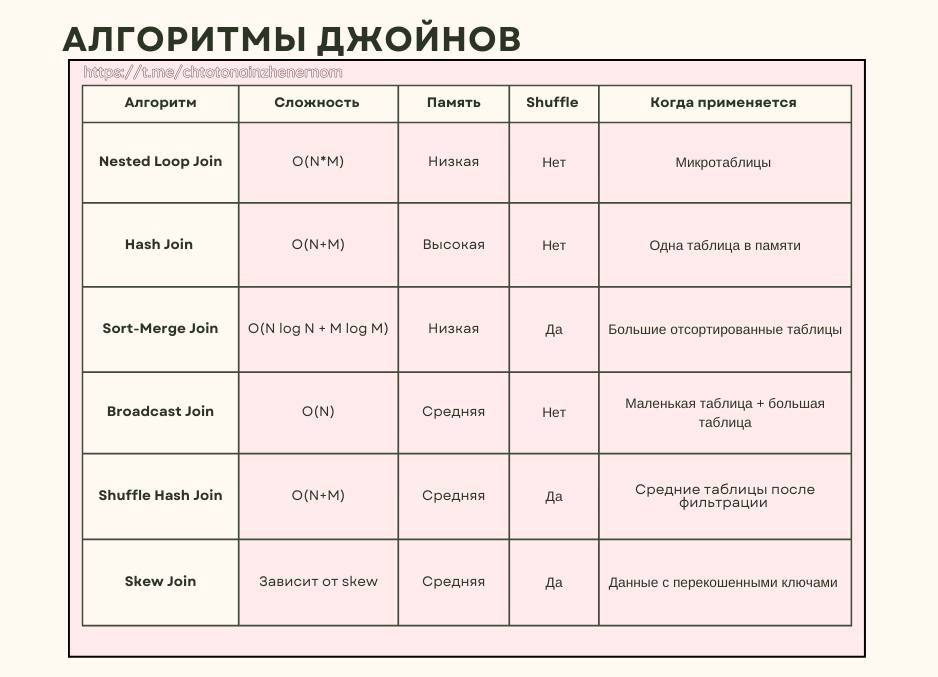 АЛГОРИТМЫ ДЖОЙНОВ
https://t.me/chtotonainzhenernom
Алгоритм Сложность Память Shuffle Когда применяется
Nested Loop Join O(N*M) Низкая Нет Микротаблицы
Hash Join O(N+M) Высокая Нет Одна таблица в памяти
Sort-Merge Join O(N log N + M log M) Низкая Да Большие отсортированные таблицы
Broadcast Join O(N) Средняя Нет Маленькая таблица + большая
таблица
Shuffle Hash Join O(N+M) Средняя Да Средние таблицы после
фильтрации
Skew Join Зависит от skew Средняя Да Данные с перекошенными ключами